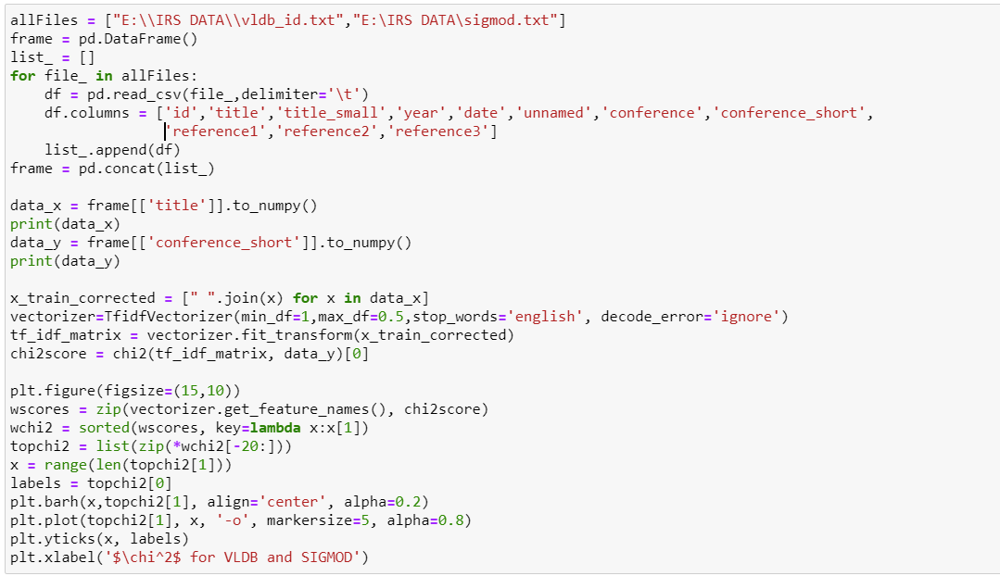 allFiles = ["E:\\IRS DATA\\vldb_id.txt","E:\IRS DATA\sigmod.txt"]
frame = pd.DataFrame()
list_ = []
for file_ in allFiles:
    df = pd.read_csv(file_,delimiter='\t')
    df.columns = ['id','title','title_small','year','date','unnamed','conference','conference_short',
                  'reference1','reference2','reference3']
    list_.append(df)
frame = pd.concat(list_)

data_x = frame[['title']].to_numpy()
print(data_x)
data_y = frame[['conference_short']].to_numpy()
print(data_y)

x_train_corrected = [" ".join(x) for x in data_x]
vectorizer=TfidfVectorizer(min_df=1,max_df=0.5,stop_words='english', decode_error='ignore')
tf_idf_matrix = vectorizer.fit_transform(x_train_corrected)
chi2score = chi2(tf_idf_matrix, data_y)[0]

plt.figure(figsize=(15,10))
wscores = zip(vectorizer.get_feature_names(), chi2score)
wchi2 = sorted(wscores, key=lambda x:x[1])
topchi2 = list(zip(*wchi2[-20:]))
x = range(len(topchi2[1]))
labels = topchi2[0]
plt.barh(x,topchi2[1], align='center', alpha=0.2)
plt.plot(topchi2[1], x, '-o', markersize=5, alpha=0.8)
plt.yticks(x, labels)
plt.xlabel('$\chi^2$ for VLDB and SIGMOD')